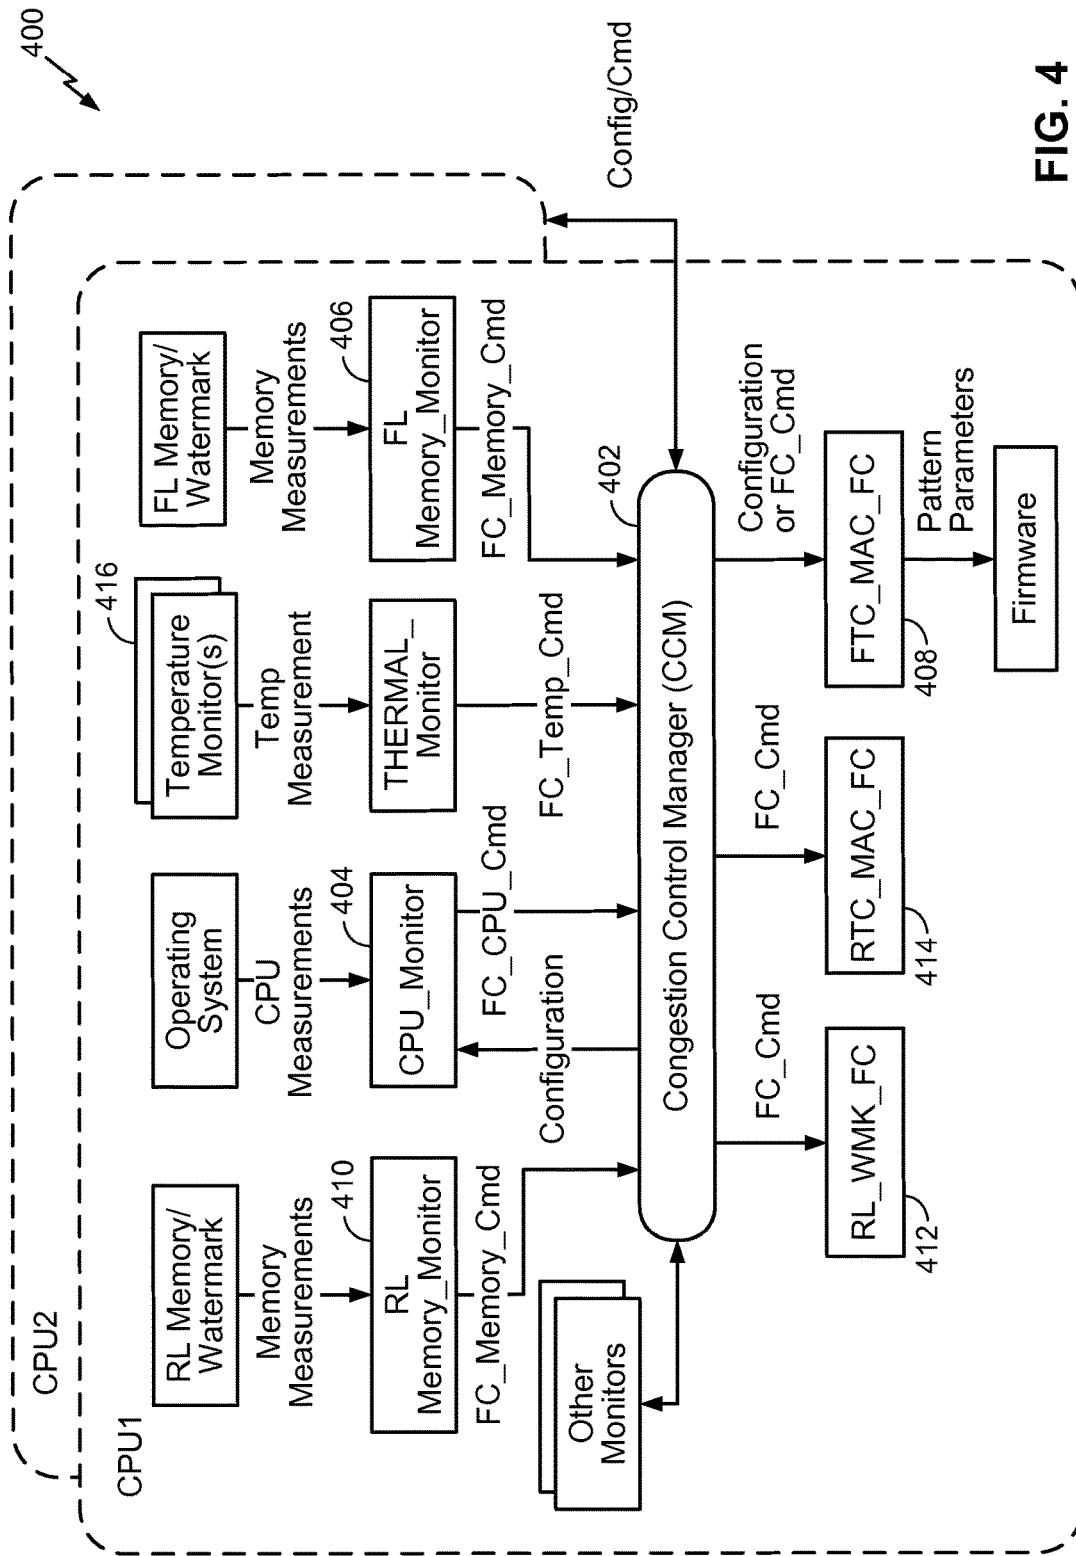 400
CPU2
CPU1
RL Memory/
Watermark
Operating
System
416
Temperature
Monitor(s)
FL Memory/
Watermark
Memory
Measurements
CPU
Measurements
Temp
Measurement
Memory
Measurements
410
RL
Memory_Monitor
404
CPU_Monitor
THERMAL_
Monitor
406
FL
Memory_Monitor
FC_Memory_Cmd
Configuration
FC_CPU_Cmd
FC_Temp_Cmd
FC_Memory_Cmd
Other
Monitors
402
Congestion Control Manager (CCM)
Config/Cmd
FC_Cmd
FC_Cmd
Configuration
or FC_Cmd
RL_WMK_FC
412
RTC_MAC_FC
414
FTC_MAC_FC
408
Pattern
Parameters
Firmware
FIG. 4